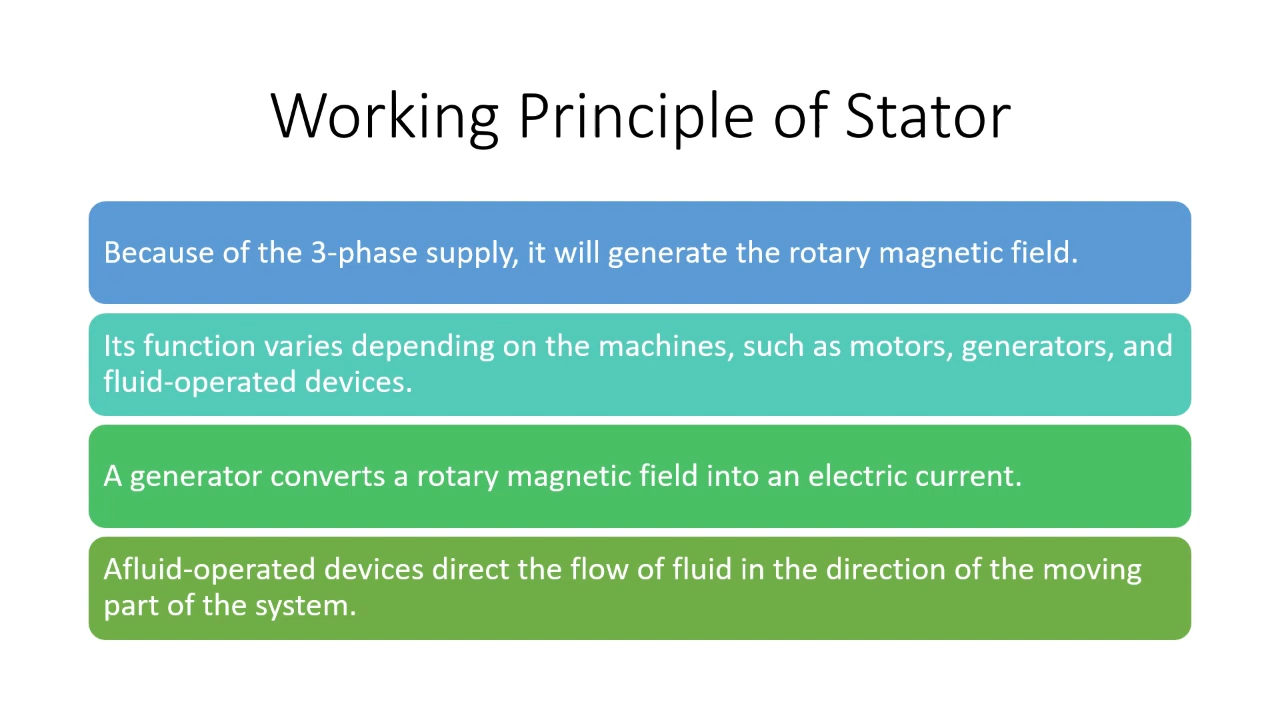 Working Principle of Stator
Because of the 3-phase supply, it will generate the rotary magnetic field.
Its function varies depending on the machines, such as motors, generators, and
fluid-operated devices.
A generator converts a rotary magnetic field into an electric current.
Afluid-operated devices direct the flow of fluid in the direction of the moving
part of the system.